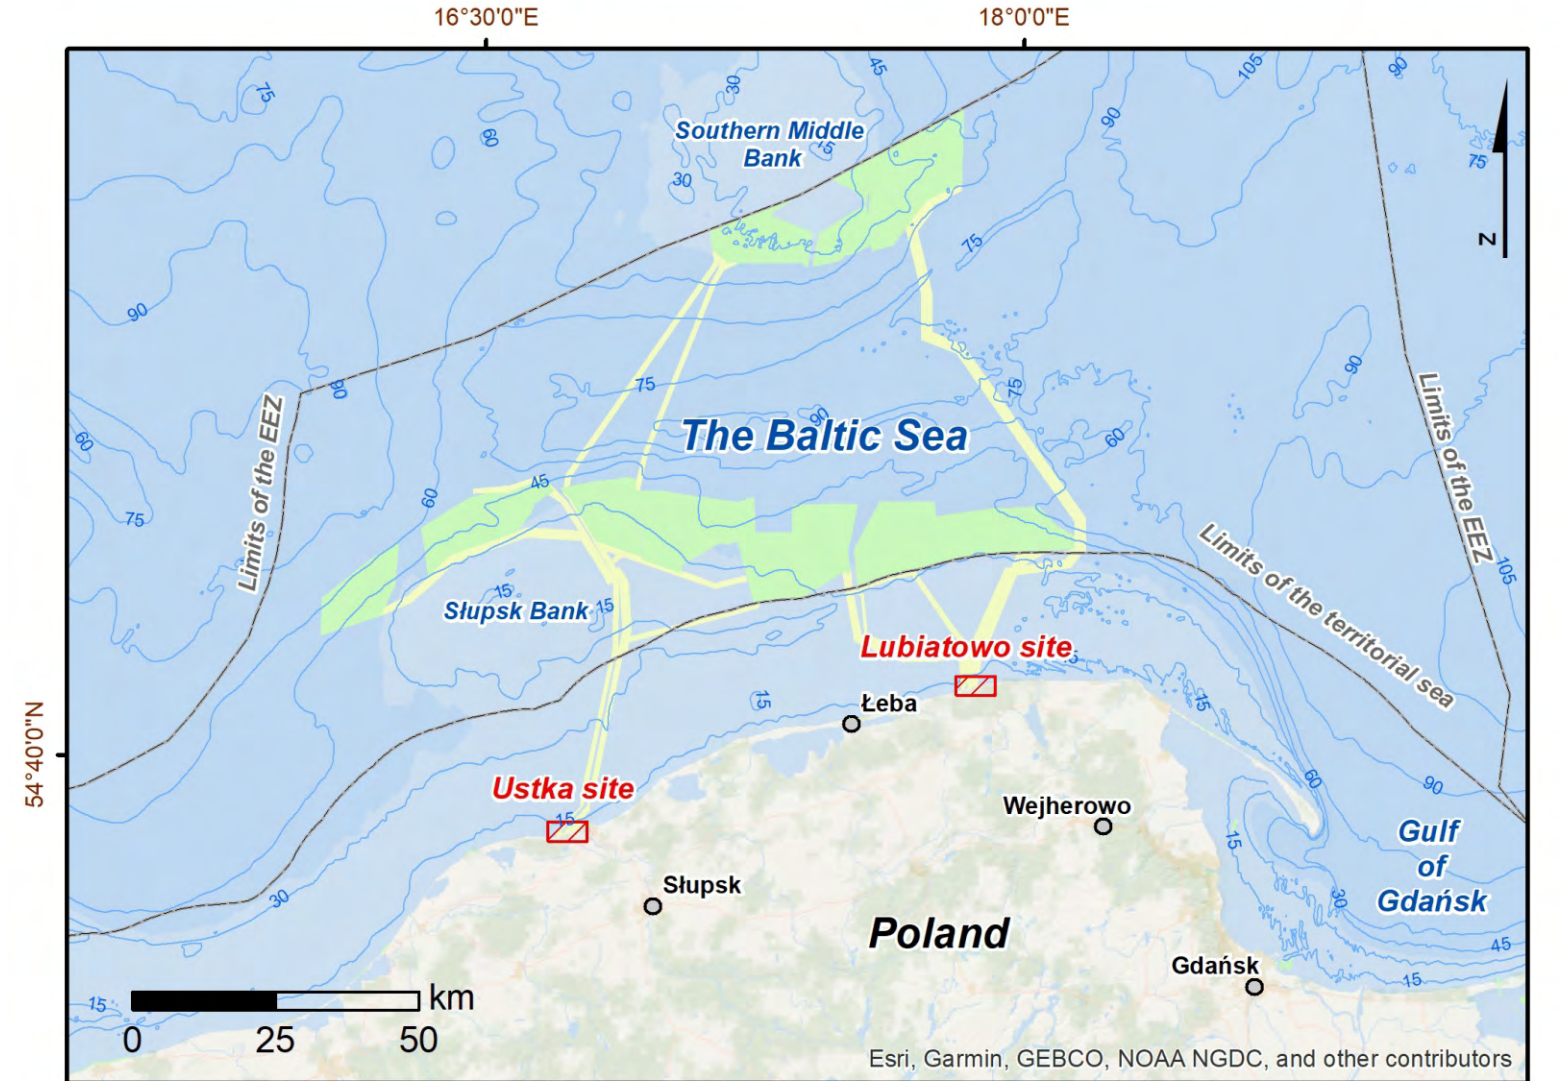 16°30'0"E
18°0'0"E
75
60
30
45
105
90
90
75
Southern Middle
Bank
15
30
75
90
90
75
The Baltic Sea
90
75
90
60
60
75
60
45
Limits of the EEZ
Limits of the EEZ
Limits of the territorial sea
105
15
Słupsk Bank
15
Lubiatowo site
15
15
15
Łeba
54°40'0"N
Ustka site
15
Wejherowo
60
90
Gulf
of
Gdańsk
15
30
Słupsk
30
Poland
45
Gdańsk
15
15
km
0
25
50
N
Esri, Garmin, GEBCO, NOAA NGDC, and other contributors